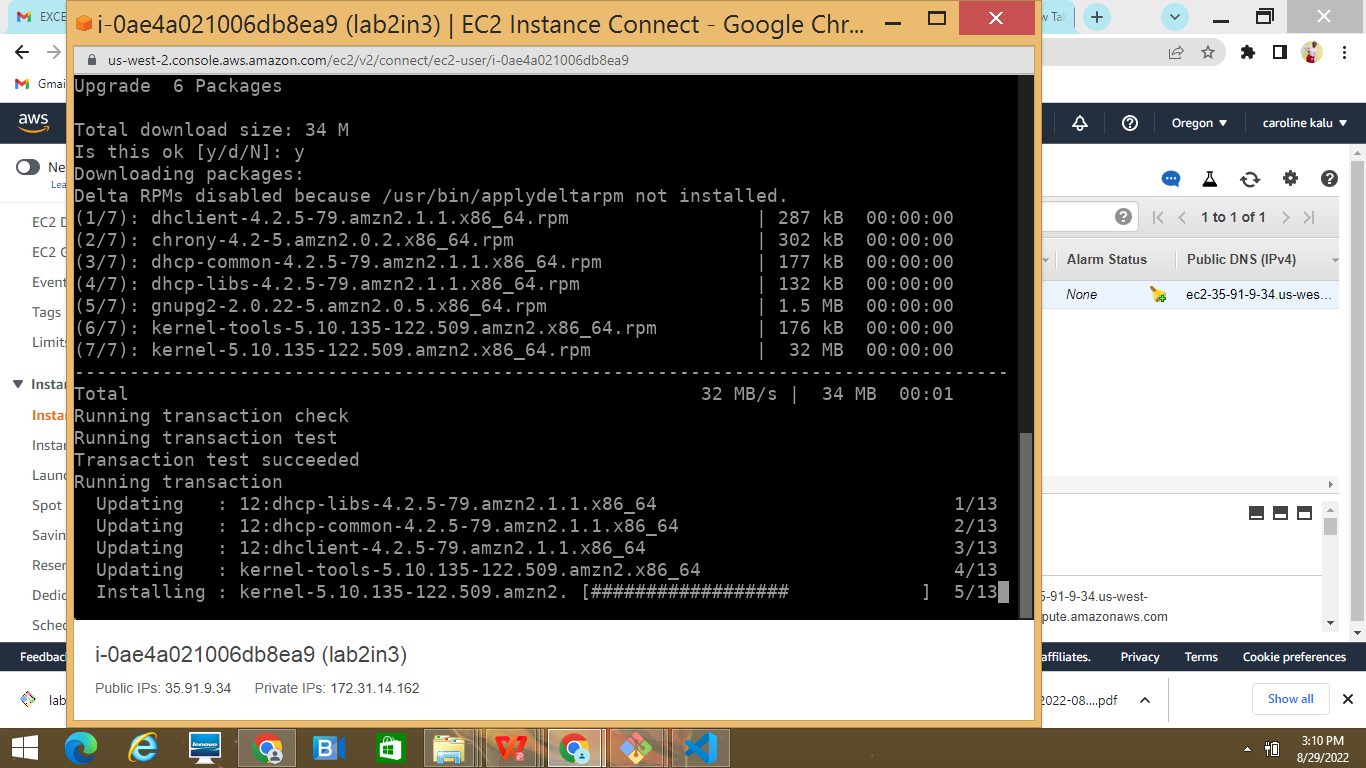 EXCE
w Tab
i-0ae4a021006db8ea9 (lab2in3) | EC2 Instance Connect - Google Chr...
us-west-2.console.aws.amazon.com/ec2/v2/connect/ec2-user/i-0ae4a021006db8ea9
Gmai
aws
Oregon
caroline kalu
Ne
Lea
EC2 D
EC2 G
Event
Tags
Limits
Instan
Instan
Instan
Laun
Spot
Savin
Reser
Dedic
Sched
Upgrade  6 Packages
Total download size: 34 M
Is this ok [y/d/N]: y
Downloading packages:
Delta RPMs disabled because /usr/bin/applydeltarpm not installed.
(1/7): dhclient-4.2.5-79.amzn2.1.1.x86_64.rpm | 287 kB  00:00:00
(2/7): chrony-4.2-5.amzn2.0.2.x86_64.rpm | 302 kB  00:00:00
(3/7): dhcp-common-4.2.5-79.amzn2.1.1.x86_64.rpm | 177 kB  00:00:00
(4/7): dhcp-libs-4.2.5-79.amzn2.1.1.x86_64.rpm | 132 kB  00:00:00
(5/7): gnupg2-2.0.22-5.amzn2.0.5.x86_64.rpm | 1.5 MB  00:00:00
(6/7): kernel-tools-5.10.135-122.509.amzn2.x86_64.rpm | 176 kB  00:00:00
(7/7): kernel-5.10.135-122.509.amzn2.x86_64.rpm |  32 MB  00:00:00
-------------------------------------------------------------------------------------
Total 32 MB/s |  34 MB  00:01
Running transaction check
Running transaction test
Transaction test succeeded
Running transaction
Updating   : 12:dhcp-libs-4.2.5-79.amzn2.1.1.x86_64 1/13
Updating   : 12:dhcp-common-4.2.5-79.amzn2.1.1.x86_64 2/13
Updating   : 12:dhclient-4.2.5-79.amzn2.1.1.x86_64 3/13
Updating   : kernel-tools-5.10.135-122.509.amzn2.x86_64 4/13
Installing : kernel-5.10.135-122.509.amzn2. [##################            ]  5/13
1 to 1 of 1
Alarm Status
Public DNS (IPv4)
None
ec2-35-91-9-34.us-wes...
5-91-9-34.us-west-
pute.amazonaws.com
i-0ae4a021006db8ea9 (lab2in3)
Public IPs: 35.91.9.34 Private IPs: 172.31.14.162
Feedback
affiliates.
Privacy
Terms
Cookie preferences
lab
2022-08....pdf
Show all
lenovo
B
3:10 PM
8/29/2022